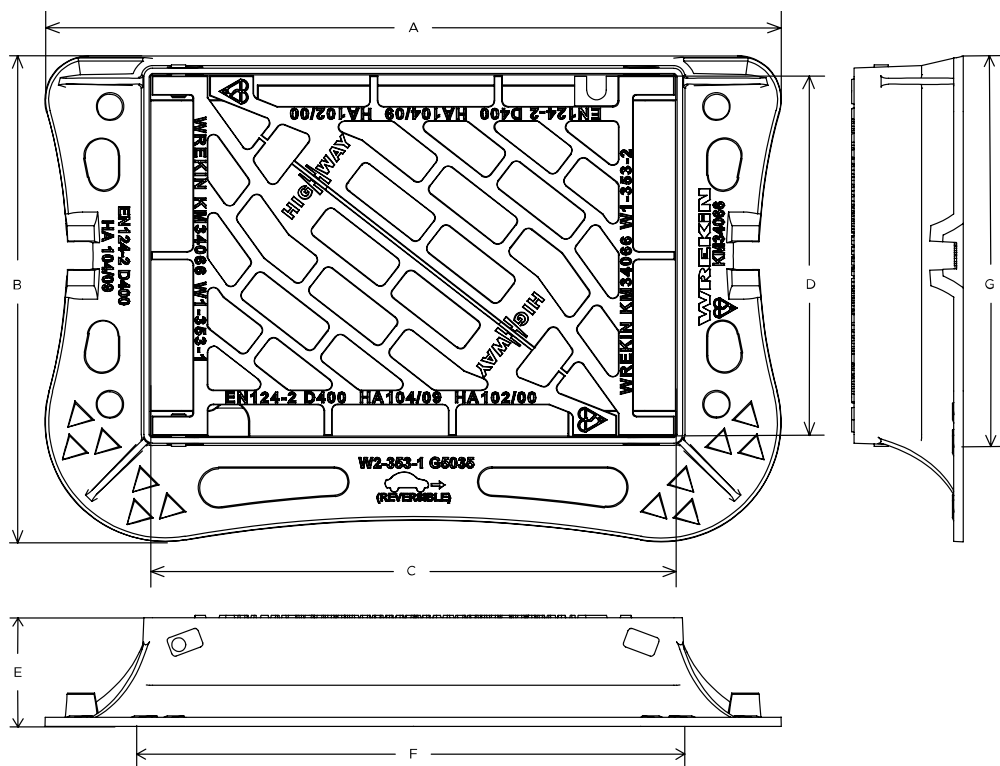 A
B
EN124-2 D400 HA104/09 HA102/00
WREKIN KM34066 W1-353-1
HIGHWAY
HIGHWAY
WREKIN KM34066 W1-353-2
EN124-2 D400
HA 104/09
WREKIN
KM34066
D
G
EN124-2 D400 HA104/09 HA102/00
W2-353-1 G5035
(REVERSIBLE)
C
E
F